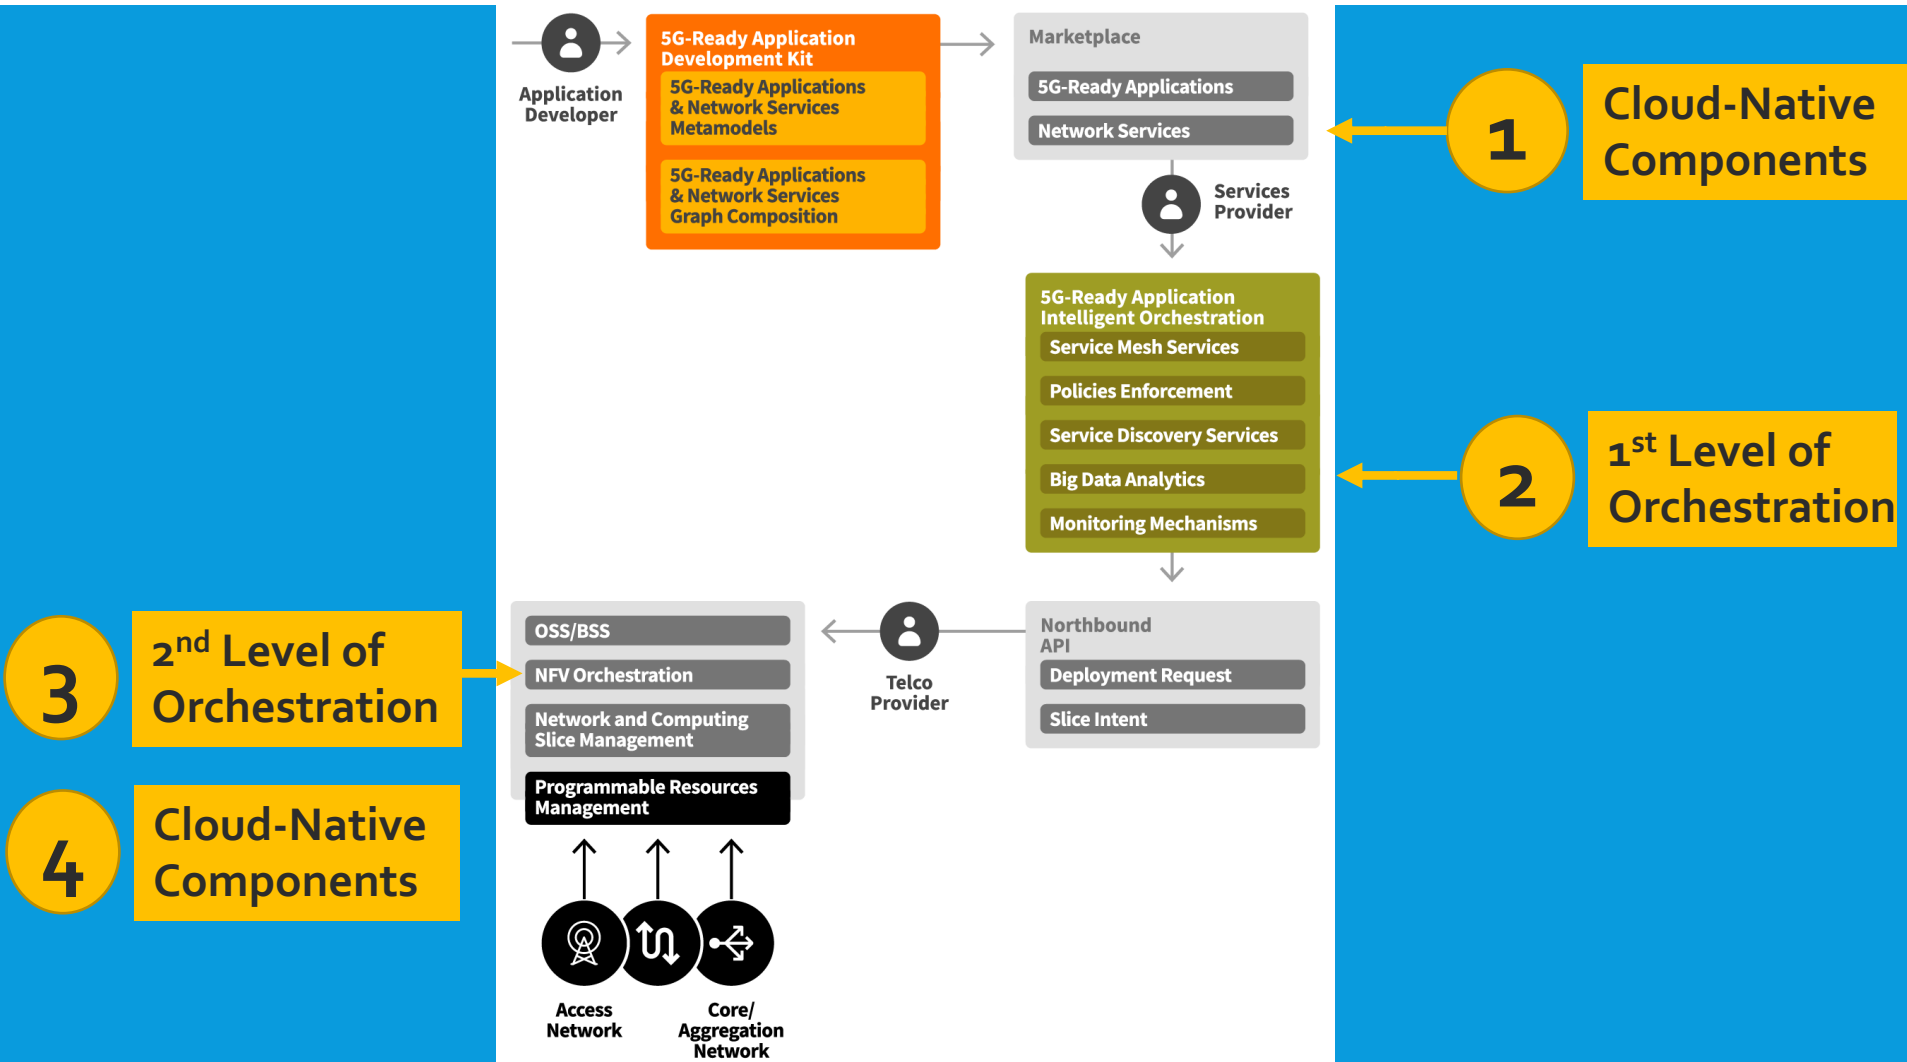 Application
Developer
5G-Ready Application
Development Kit
5G-Ready Applications
& Network Services
Metamodels
5G-Ready Applications
& Network Services
Graph Composition
Marketplace
5G-Ready Applications
Network Services
1
Cloud-Native
Components
Services
Provider
5G-Ready Application
Intelligent Orchestration
Service Mesh Services
Policies Enforcement
Service Discovery Services
Big Data Analytics
Monitoring Mechanisms
2
1st Level of
Orchestration
Northbound
API
Deployment Request
Slice Intent
Telco
Provider
OSS/BSS
NFV Orchestration
Network and Computing
Slice Management
Programmable Resources
Management
3
2nd Level of
Orchestration
4
Cloud-Native
Components
Access
Network
Core/
Aggregation
Network